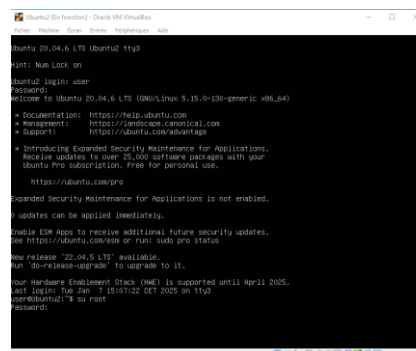 Ubuntu2 [En fonction] - Oracle VM VirtualBox
Fichier Machine Écran Entrée Périphériques Aide
Ubuntu 20.04.6 LTS Ubuntu2 tty3
Hint: Num Lock on
Ubuntu2 login: user
Password:
Welcome to Ubuntu 20.04.6 LTS (GNU/Linux 5.15.0-130-generic x86_64)
* Documentation: https://help.ubuntu.com
* Management: https://landscape.canonical.com
* Support: https://ubuntu.com/advantage
* Introducing Expanded Security Maintenance for Applications.
Receive updates to over 25,000 software packages with your
Ubuntu Pro subscription. Free for personal use.
https://ubuntu.com/pro
Expanded Security Maintenance for Applications is not enabled.
0 updates can be applied immediately.
Enable ESM Apps to receive additional future security updates.
See https://ubuntu.com/esm or run: sudo pro status
New release '22.04.5 LTS' available.
Run 'do-release-upgrade' to upgrade to it.
Your Hardware Enablement Stack (HWE) is supported until April 2025.
Last login: Tue Jan 7 15:07:22 CET 2025 on tty3
user@Ubuntu2:~$ su root
Password: